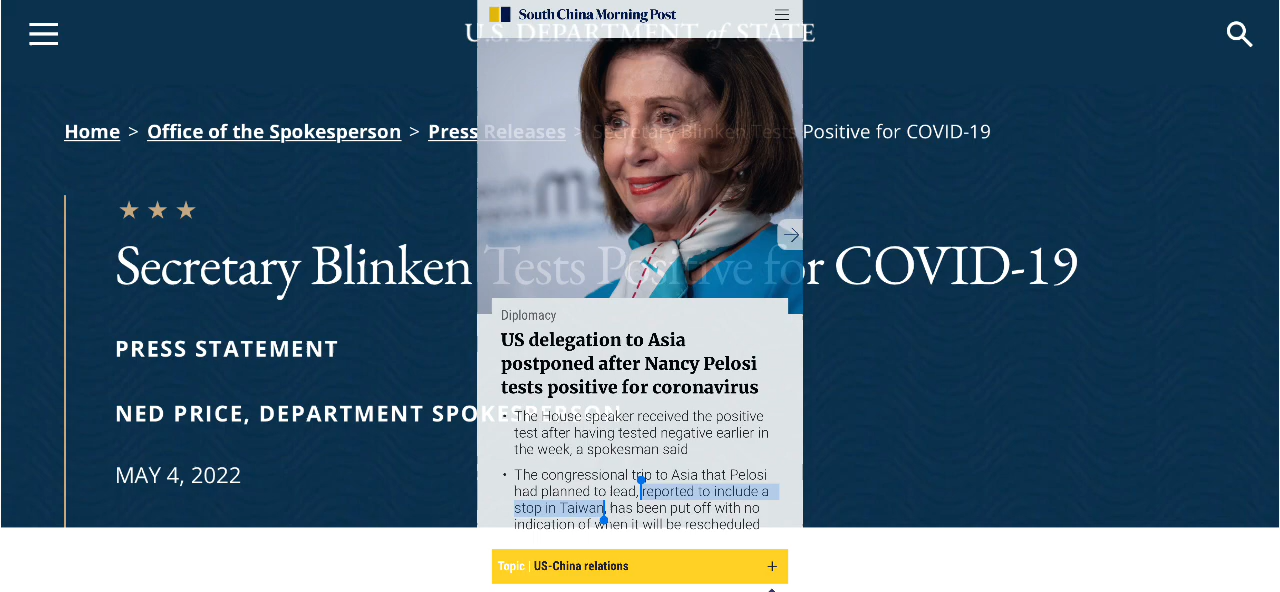 South China Morning Post
U.S. DEPARTMENT of STATE
Home > Office of the Spokesperson > Press Releases > Secretary Blinken Tests Positive for COVID-19
Secretary Blinken Tests Positive for COVID-19
PRESS STATEMENT
NED PRICE, DEPARTMENT SPOKESPERSON
MAY 4, 2022
Diplomacy
US delegation to Asia
postponed after Nancy Pelosi
tests positive for coronavirus
• The House speaker received the positive
test after having tested negative earlier in
the week, a spokesman said
• The congressional trip to Asia that Pelosi
had planned to lead, reported to include a
stop in Taiwan, has been put off with no
indication of when it will be rescheduled
Topic | US-China relations +